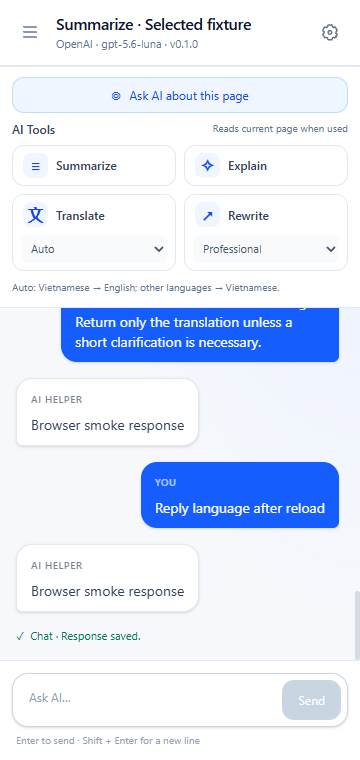 Summarize · Selected fixture
OpenAI · gpt-5.6-luna · v0.1.0
Ask AI about this page
AI Tools
Reads current page when used
Summarize
Explain
文 Translate
Rewrite
Auto
Professional
Auto: Vietnamese → English; other languages → Vietnamese.
Return only the translation unless a
short clarification is necessary.
AI HELPER
Browser smoke response
YOU
Reply language after reload
AI HELPER
Browser smoke response
✓ Chat · Response saved.
Ask AI...
Send
Enter to send · Shift + Enter for a new line